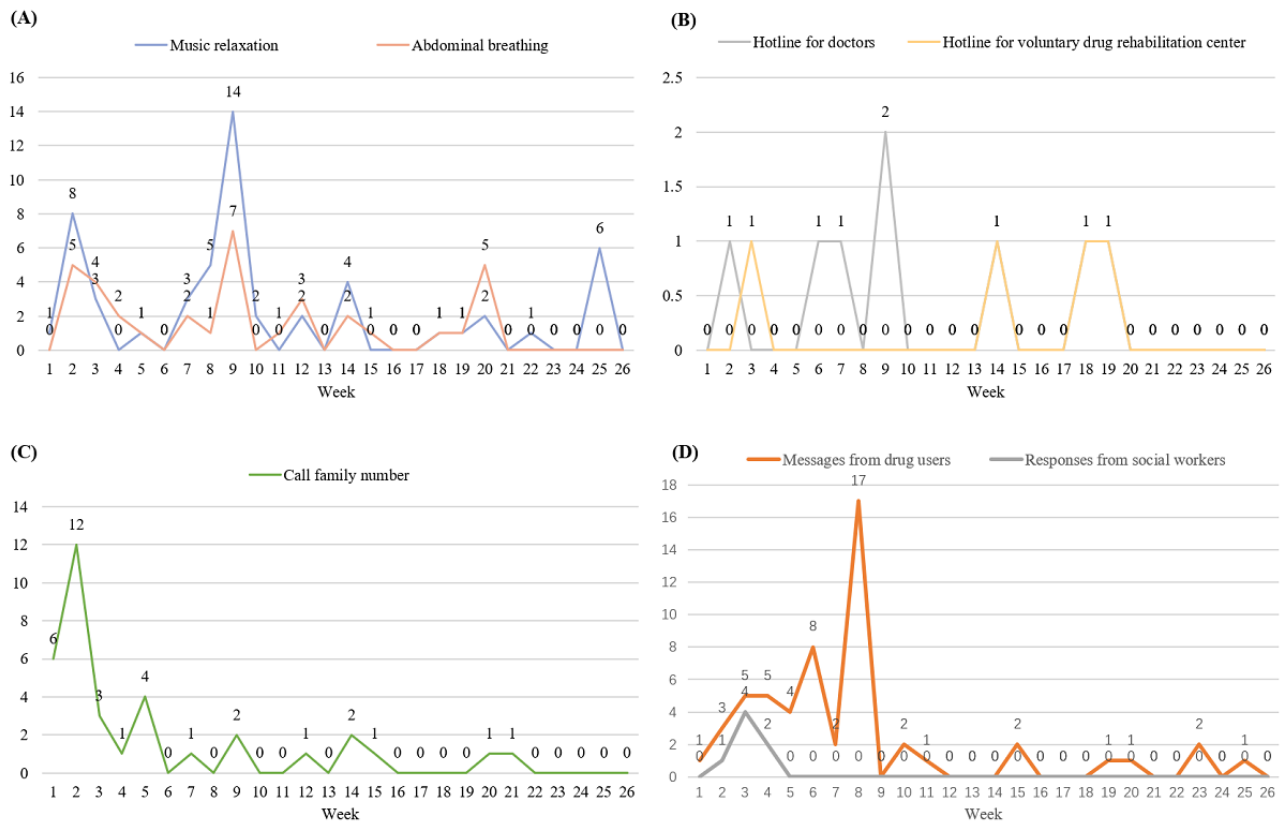 (A)
Music relaxation Abdominal breathing
16
14
12
10
8
6
4
2
0
14
8
7
6
5 5 5
4 4
3 3 3
2 2 2 2 2 2
1 1 1 1 1 1 1 1
0 0 0 0 0 0 0 0 0 0 0 0 0 0 0
1 2 3 4 5 6 7 8 9 10 11 12 13 14 15 16 17 18 19 20 21 22 23 24 25 26
Week
(B)
Hotline for doctors Hotline for voluntary drug rehabilitation center
2.5
2
1.5
1
0.5
0
2
1 1 1 1 1 1 1
0 0 0 0 0 0 0 0 0 0 0 0 0 0 0 0 0 0 0 0 0 0 0 0 0 0
1 2 3 4 5 6 7 8 9 10 11 12 13 14 15 16 17 18 19 20 21 22 23 24 25 26
Week
(C)
Call family number
14
12
10
8
6
4
2
0
12
6
4
3
2 2
1 1 1 1 1 1
0 0 0 0 0 0 0 0 0 0 0 0 0 0
1 2 3 4 5 6 7 8 9 10 11 12 13 14 15 16 17 18 19 20 21 22 23 24 25 26
Week
(D)
Messages from drug users Responses from social workers
18
16
14
12
10
8
6
4
2
0
17
8
5 5
4 4
3
2 2 2 2 2
1 1 1 1 1 1
0 0 0 0 0 0 0 0 0 0 0 0 0 0 0 0 0 0 0 0 0 0 0
1 2 3 4 5 6 7 8 9 10 11 12 13 14 15 16 17 18 19 20 21 22 23 24 25 26
Week